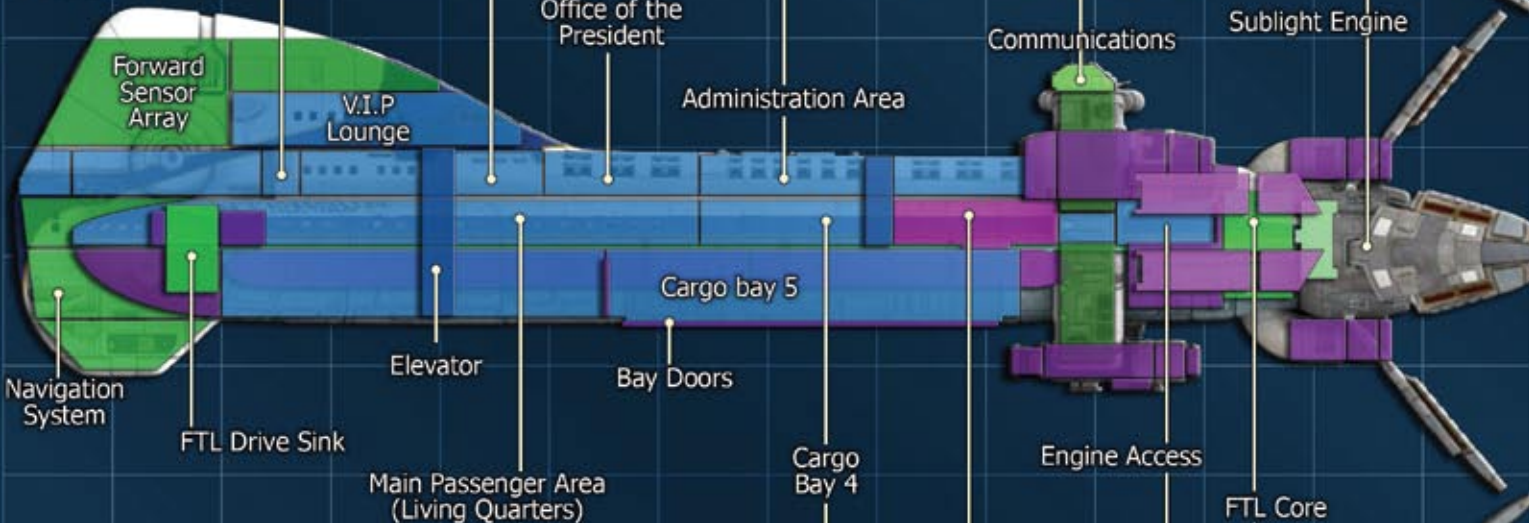 Office of the
President
Communications
Sublight Engine
Forward
Sensor
Array
V.I.P
Lounge
Administration Area
Cargo bay 5
Elevator
Bay Doors
Navigation
System
FTL Drive Sink
Main Passenger Area
(Living Quarters)
Cargo
Bay 4
Engine Access
FTL Core